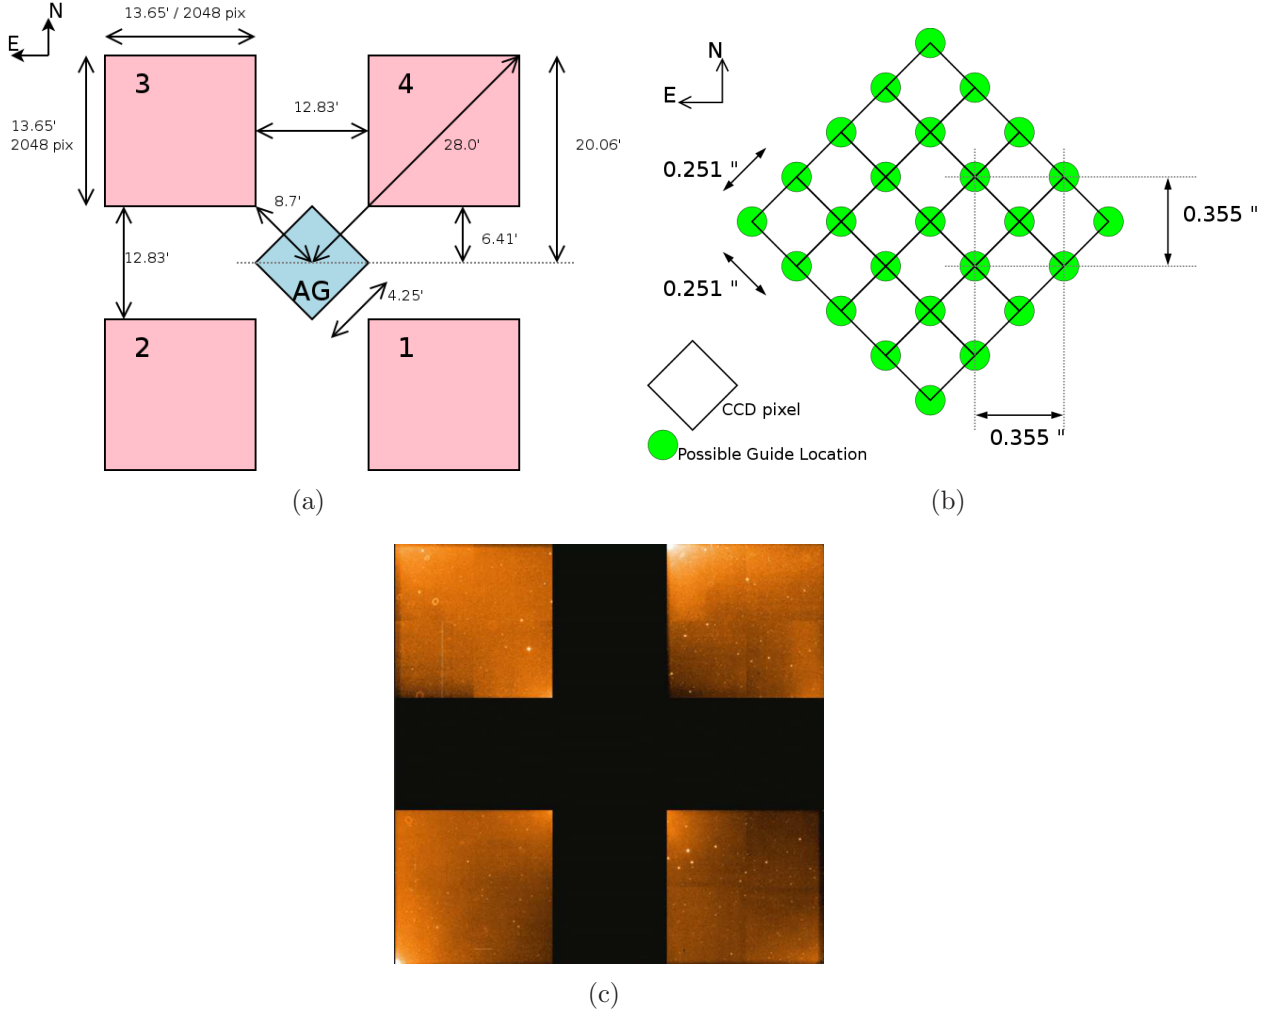 13.65' / 2048 pix
N
E
3
4
13.65'
2048 pix
12.83'
28.0'
20.06'
8.7'
6.41'
12.83'
AG
4.25'
2
1
(a)
N
E
0.251 "
0.355 "
0.251 "
CCD pixel
0.355 "
Possible Guide Location
(b)
(c)